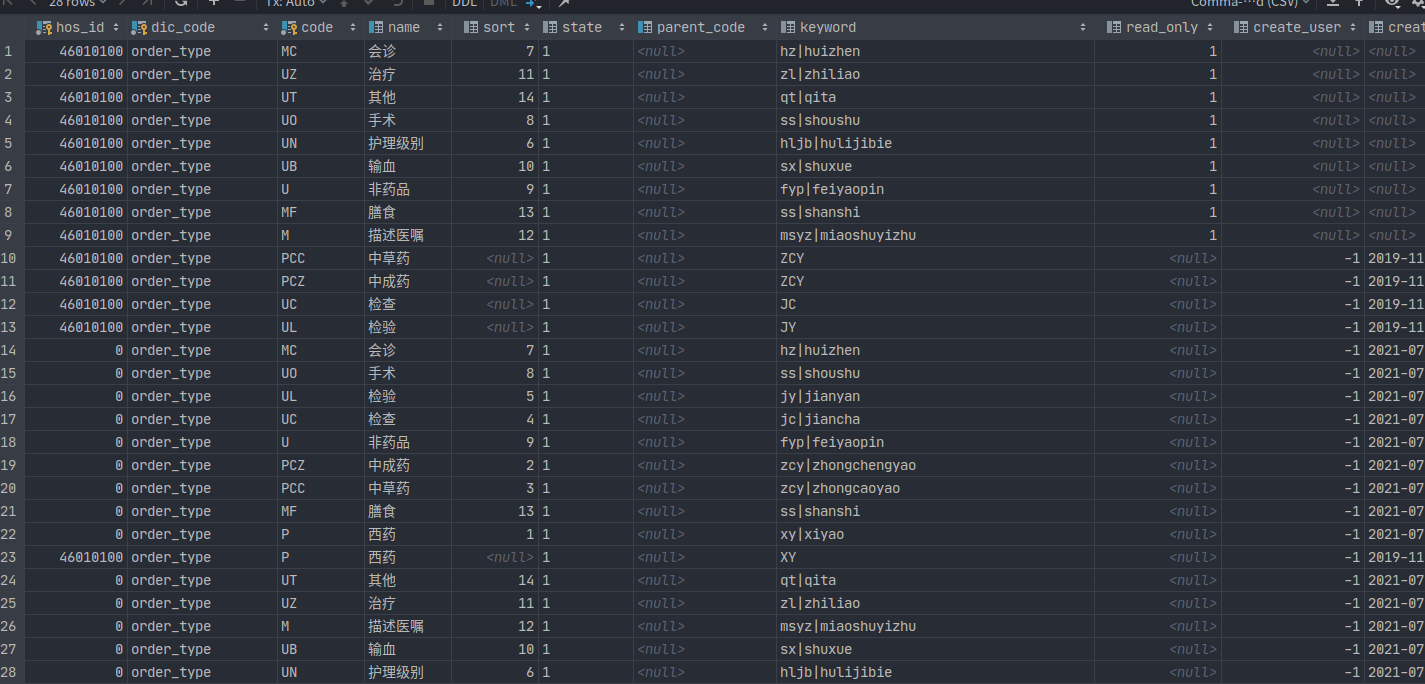 28 rows Tx: Auto DDL DML Comma-…d (CSV)
hos_id dic_code code name sort state parent_code keyword read_only create_user creat
1 46010100 order_type MC 会诊 7 1 <null> hz|huizhen 1 <null> <null>
2 46010100 order_type UZ 治疗 11 1 <null> zl|zhiliao 1 <null> <null>
3 46010100 order_type UT 其他 14 1 <null> qt|qita 1 <null> <null>
4 46010100 order_type UO 手术 8 1 <null> ss|shoushu 1 <null> <null>
5 46010100 order_type UN 护理级别 6 1 <null> hljb|hulijibie 1 <null> <null>
6 46010100 order_type UB 输血 10 1 <null> sx|shuxue 1 <null> <null>
7 46010100 order_type U 非药品 9 1 <null> fyp|feiyaopin 1 <null> <null>
8 46010100 order_type MF 膳食 13 1 <null> ss|shanshi 1 <null> <null>
9 46010100 order_type M 描述医嘱 12 1 <null> msyz|miaoshuyizhu 1 <null> <null>
10 46010100 order_type PCC 中草药 <null> 1 <null> ZCY <null> -1 2019-11
11 46010100 order_type PCZ 中成药 <null> 1 <null> ZCY <null> -1 2019-11
12 46010100 order_type UC 检查 <null> 1 <null> JC <null> -1 2019-11
13 46010100 order_type UL 检验 <null> 1 <null> JY <null> -1 2019-11
14 0 order_type MC 会诊 7 1 <null> hz|huizhen <null> -1 2021-07
15 0 order_type UO 手术 8 1 <null> ss|shoushu <null> -1 2021-07
16 0 order_type UL 检验 5 1 <null> jy|jianyan <null> -1 2021-07
17 0 order_type UC 检查 4 1 <null> jc|jiancha <null> -1 2021-07
18 0 order_type U 非药品 9 1 <null> fyp|feiyaopin <null> -1 2021-07
19 0 order_type PCZ 中成药 2 1 <null> zcy|zhongchengyao <null> -1 2021-07
20 0 order_type PCC 中草药 3 1 <null> zcy|zhongcaoyao <null> -1 2021-07
21 0 order_type MF 膳食 13 1 <null> ss|shanshi <null> -1 2021-07
22 0 order_type P 西药 1 1 <null> xy|xiyao <null> -1 2021-07
23 46010100 order_type P 西药 <null> 1 <null> XY <null> -1 2019-11
24 0 order_type UT 其他 14 1 <null> qt|qita <null> -1 2021-07
25 0 order_type UZ 治疗 11 1 <null> zl|zhiliao <null> -1 2021-07
26 0 order_type M 描述医嘱 12 1 <null> msyz|miaoshuyizhu <null> -1 2021-07
27 0 order_type UB 输血 10 1 <null> sx|shuxue <null> -1 2021-07
28 0 order_type UN 护理级别 6 1 <null> hljb|hulijibie <null> -1 2021-07